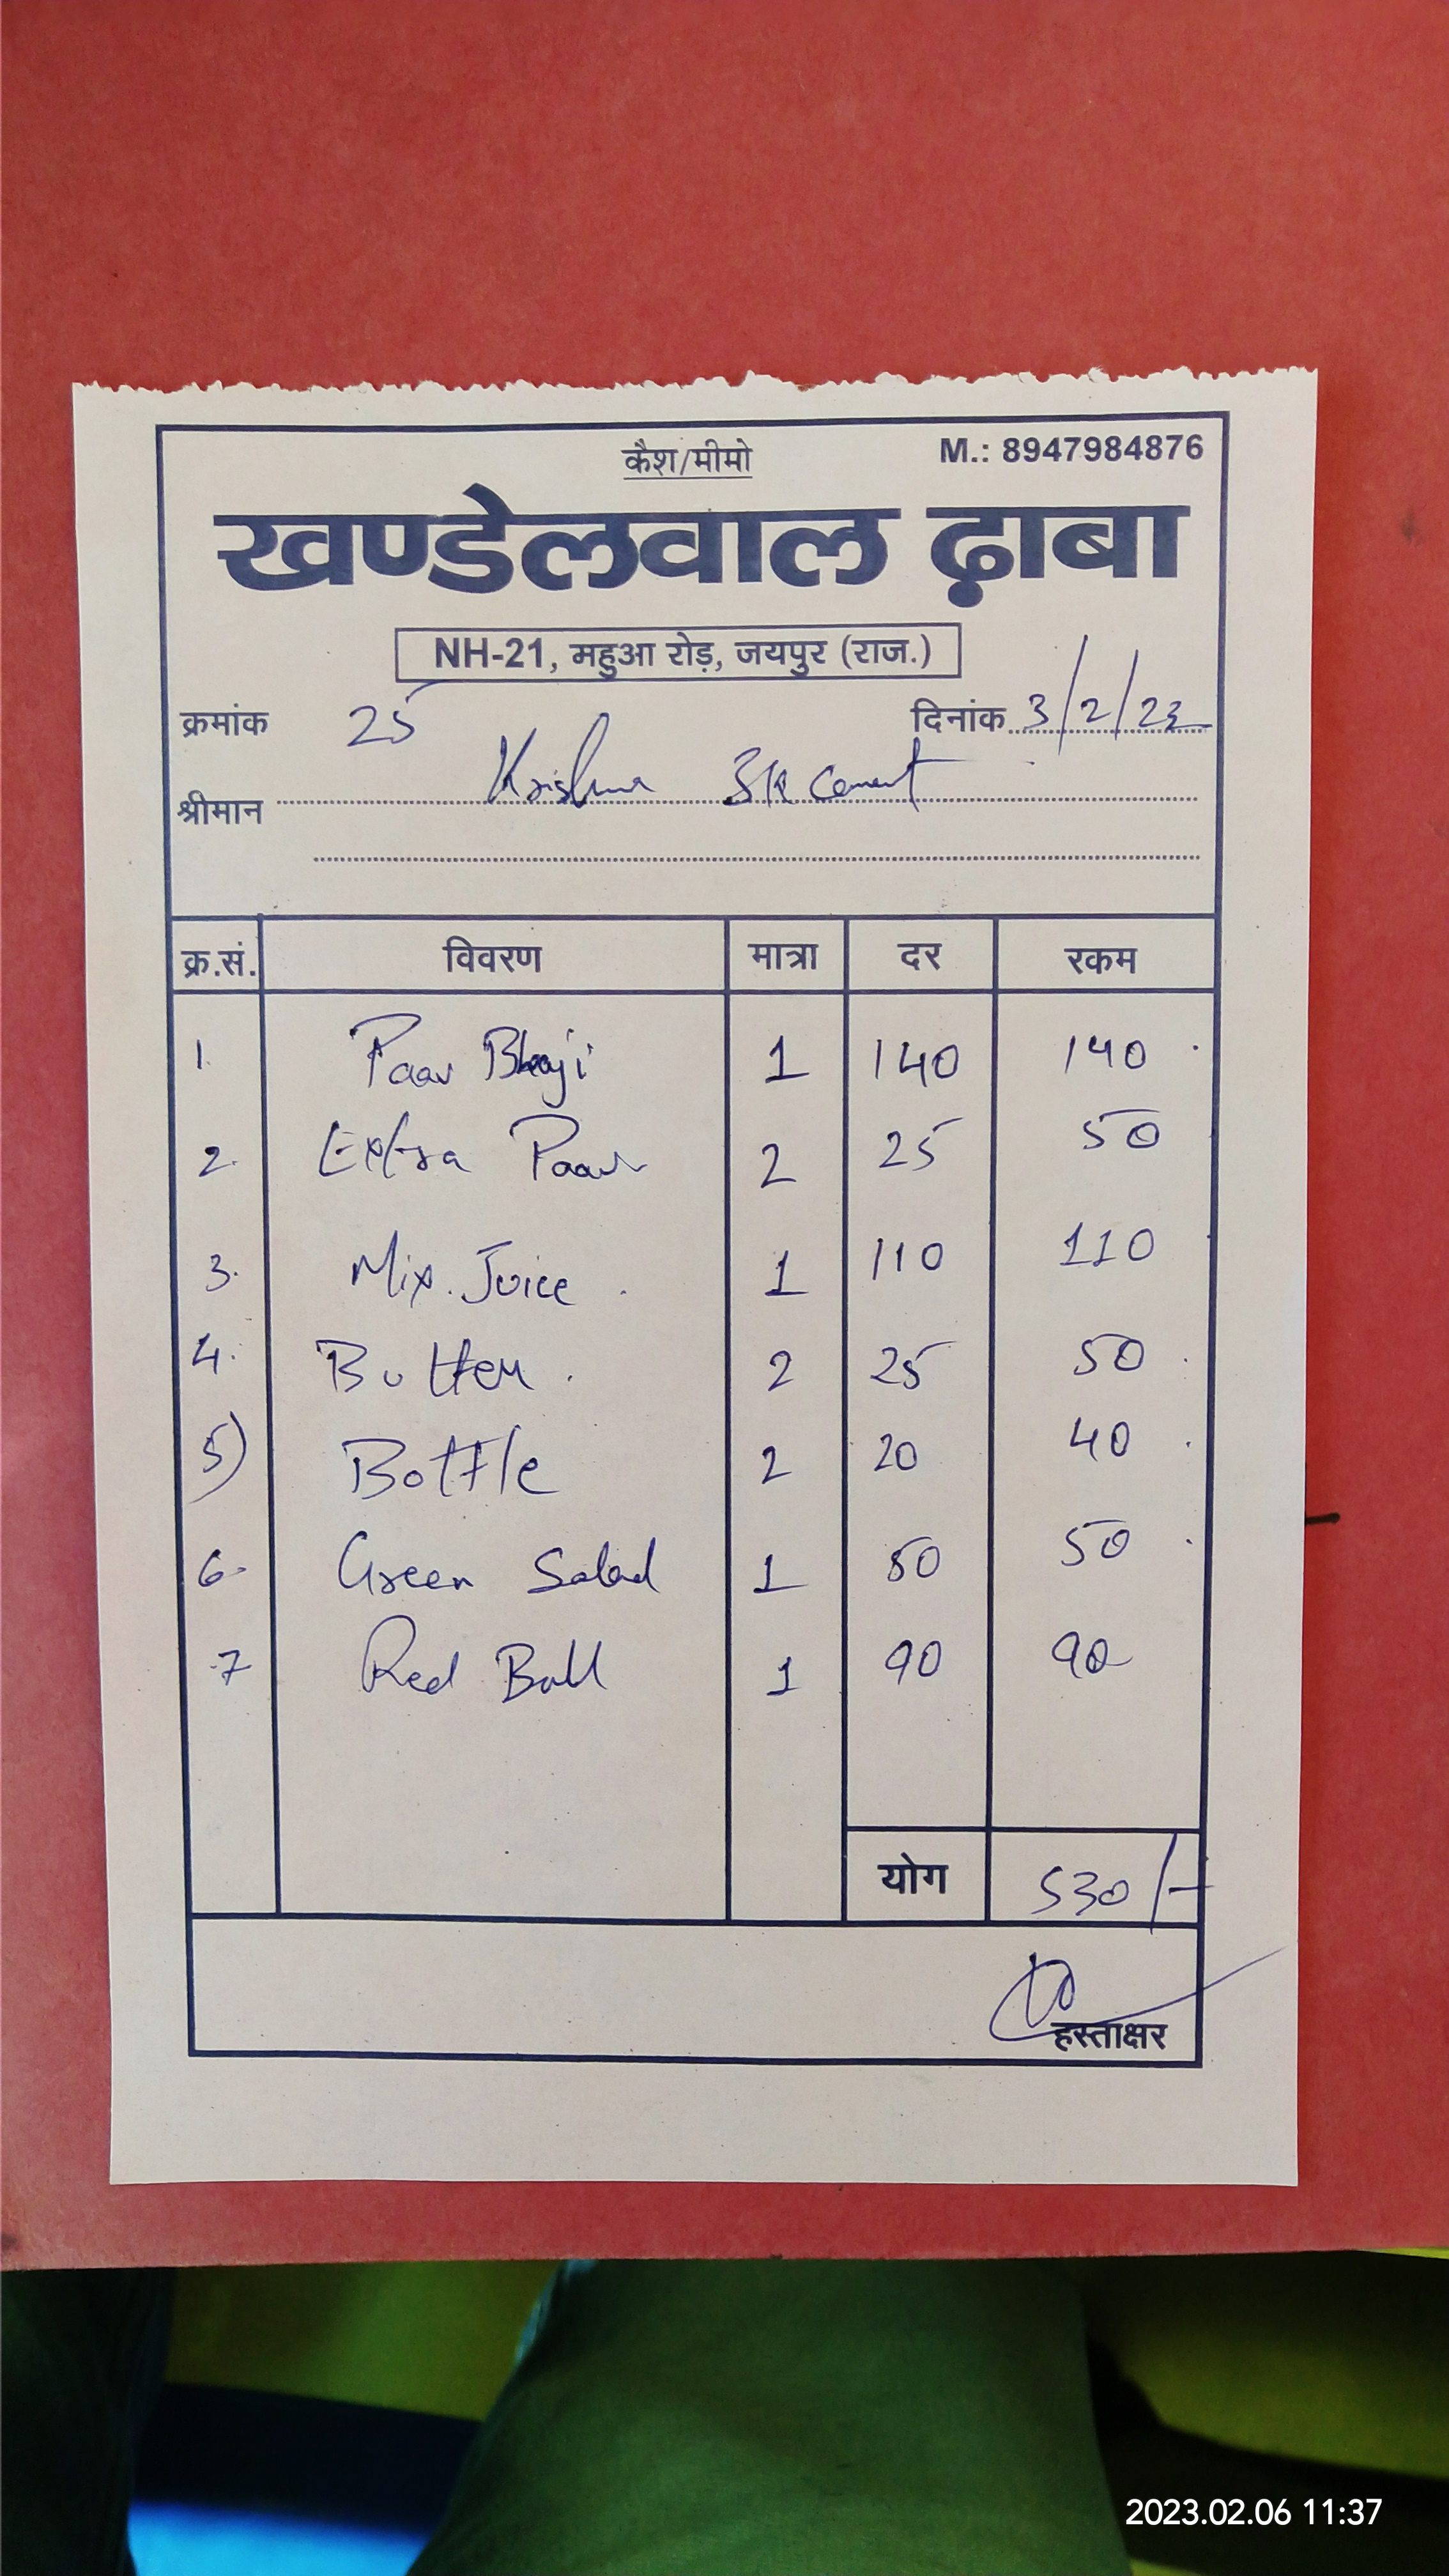 कैश/मीमो M.: 8947984876
खण्डेलवाल ढ़ाबा
NH-21, महुआ रोड़, जयपुर (राज.)
क्रमांक 25 दिनांक 3/2/23
श्रीमान Krishna JK Cement
क्र.सं. विवरण मात्रा दर रकम
1. Paav Bhaji 1 140 140
2. Extra Paav 2 25 50
3. Mix. Juice 1 110 110
4. Butter 2 25 50
5) Bottle 2 20 40
6. Green Salad 1 50 50
7 Red Bull 1 90 90
योग 530/-
हस्ताक्षर
2023.02.06 11:37